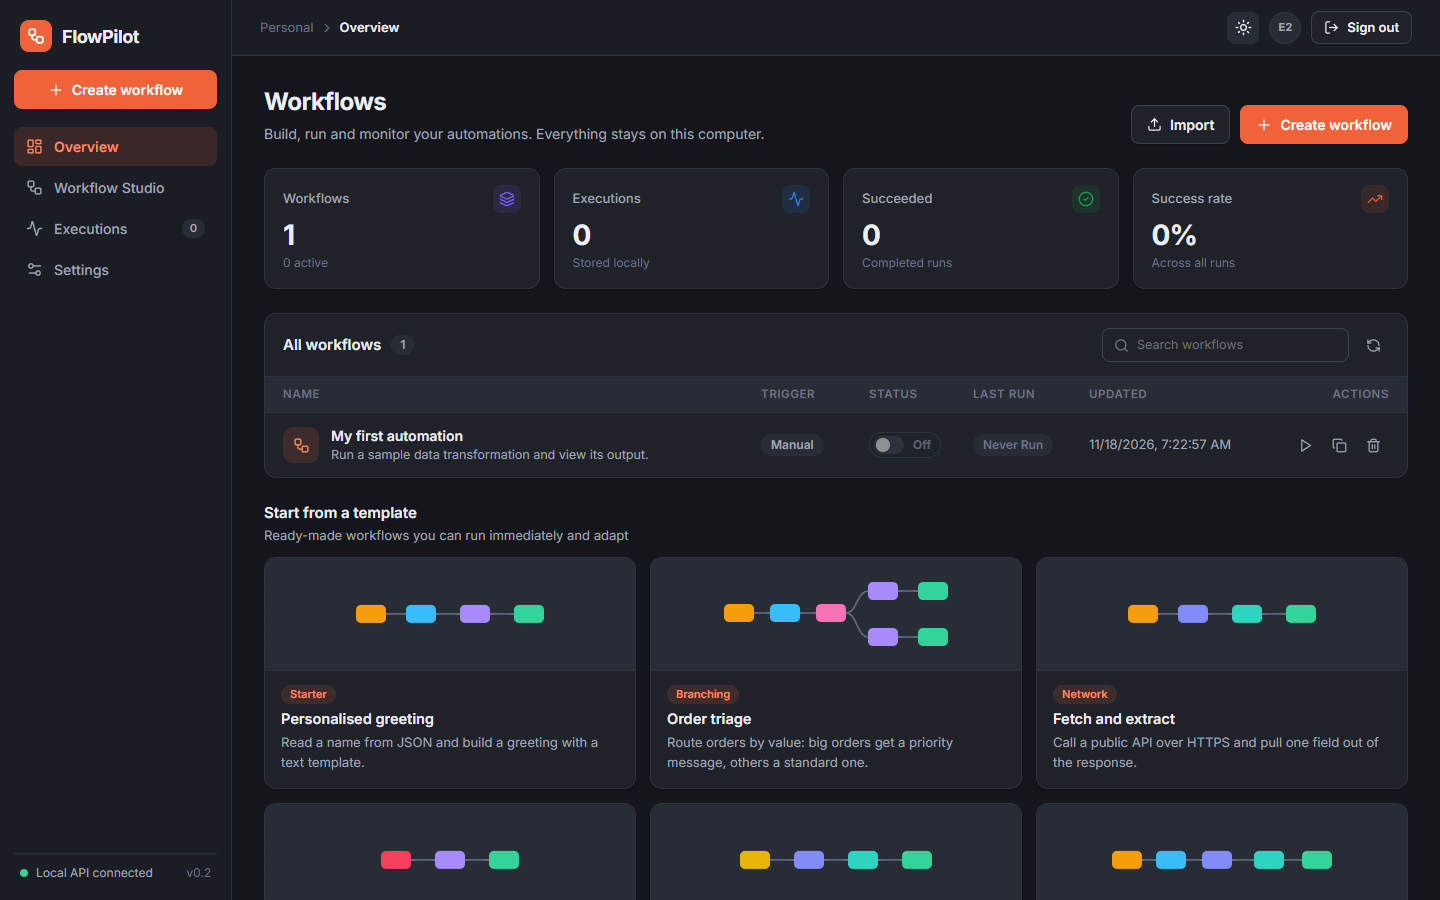 FlowPilot
Create workflow
Overview
Workflow Studio
Executions 0
Settings
Local API connected v0.2
Personal > Overview
E2
Sign out
Workflows
Build, run and monitor your automations. Everything stays on this computer.
Import
Create workflow
Workflows
1
0 active
Executions
0
Stored locally
Succeeded
0
Completed runs
Success rate
0%
Across all runs
All workflows 1
Search workflows
NAME TRIGGER STATUS LAST RUN UPDATED ACTIONS
My first automation
Run a sample data transformation and view its output.
Manual Off Never Run 11/18/2026, 7:22:57 AM
Start from a template
Ready-made workflows you can run immediately and adapt
Starter
Personalised greeting
Read a name from JSON and build a greeting with a
text template.
Branching
Order triage
Route orders by value: big orders get a priority
message, others a standard one.
Network
Fetch and extract
Call a public API over HTTPS and pull one field out of
the response.